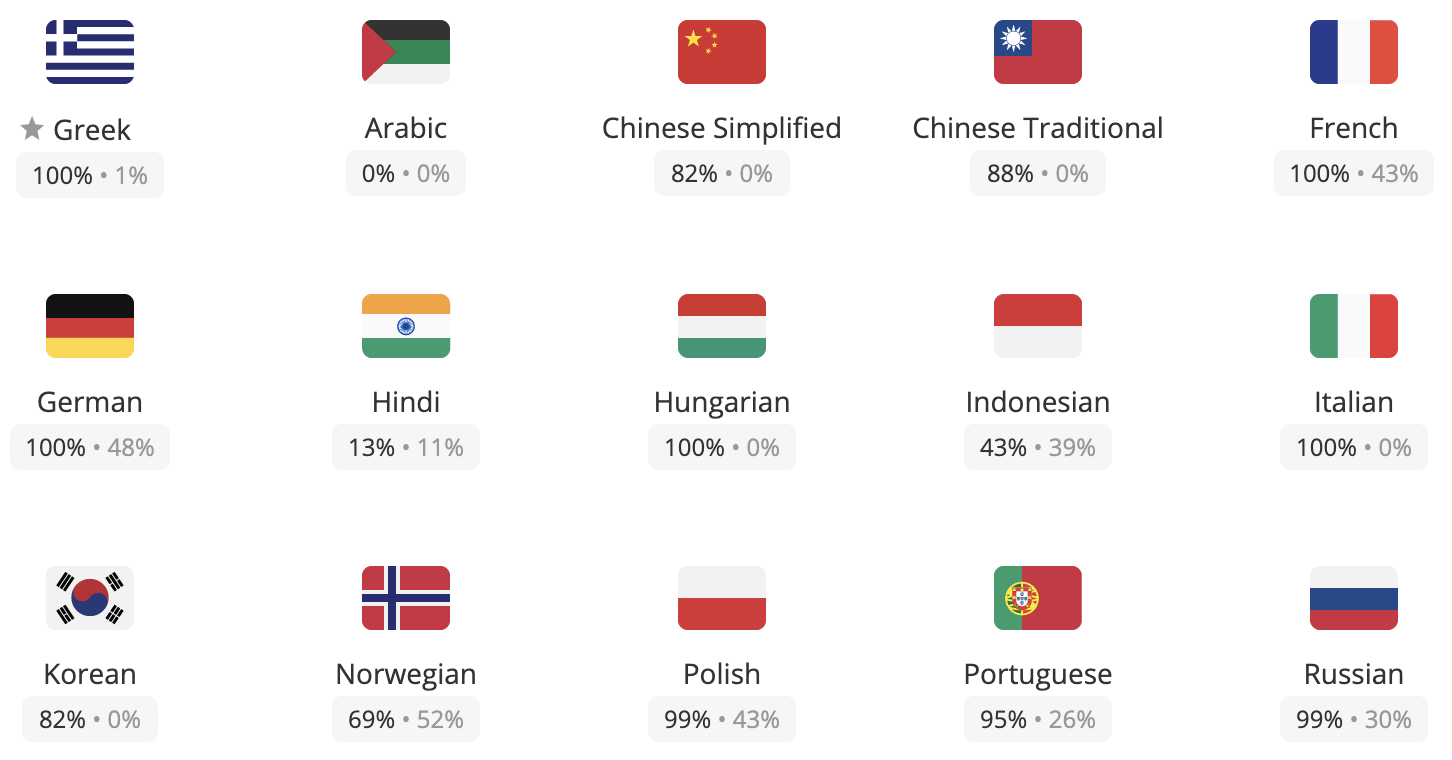 Greek
100% • 1%
Arabic
0% • 0%
Chinese Simplified
82% • 0%
Chinese Traditional
88% • 0%
French
100% • 43%
German
100% • 48%
Hindi
13% • 11%
Hungarian
100% • 0%
Indonesian
43% • 39%
Italian
100% • 0%
Korean
82% • 0%
Norwegian
69% • 52%
Polish
99% • 43%
Portuguese
95% • 26%
Russian
99% • 30%